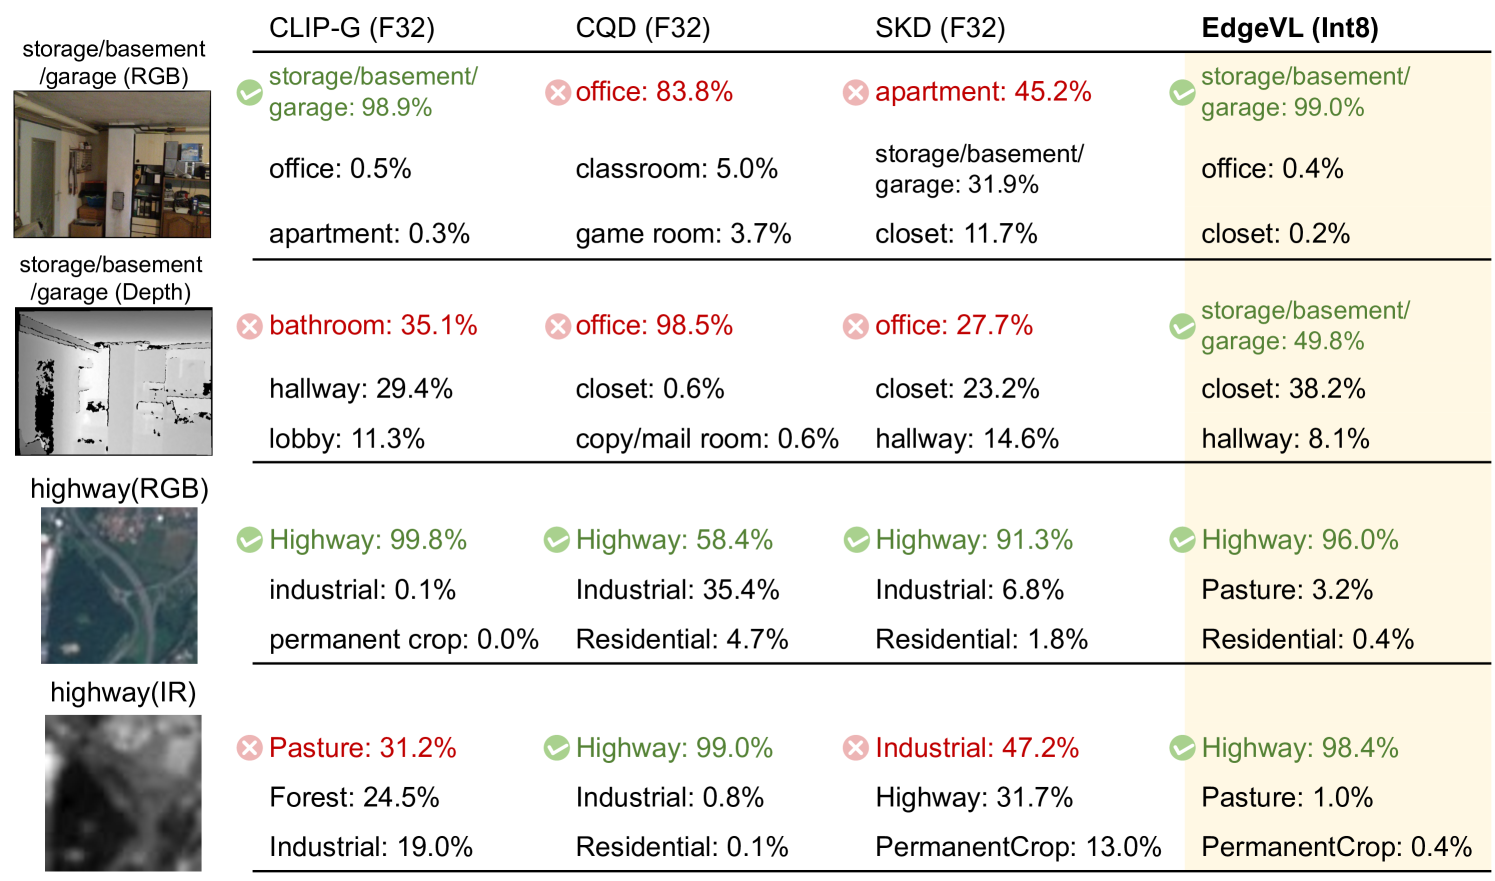 CLIP-G (F32)
CQD (F32)
SKD (F32)
EdgeVL (Int8)
storage/basement
/garage (RGB)
storage/basement/
garage: 98.9%
office: 83.8%
apartment: 45.2%
storage/basement/
garage: 99.0%
office: 0.5%
classroom: 5.0%
storage/basement/
garage: 31.9%
office: 0.4%
apartment: 0.3%
game room: 3.7%
closet: 11.7%
closet: 0.2%
storage/basement
/garage (Depth)
bathroom: 35.1%
office: 98.5%
office: 27.7%
storage/basement/
garage: 49.8%
hallway: 29.4%
closet: 0.6%
closet: 23.2%
closet: 38.2%
lobby: 11.3%
copy/mail room: 0.6%
hallway: 14.6%
hallway: 8.1%
highway(RGB)
Highway: 99.8%
Highway: 58.4%
Highway: 91.3%
Highway: 96.0%
industrial: 0.1%
Industrial: 35.4%
Industrial: 6.8%
Pasture: 3.2%
permanent crop: 0.0%
Residential: 4.7%
Residential: 1.8%
Residential: 0.4%
highway(IR)
Pasture: 31.2%
Highway: 99.0%
Industrial: 47.2%
Highway: 98.4%
Forest: 24.5%
Industrial: 0.8%
Highway: 31.7%
Pasture: 1.0%
Industrial: 19.0%
Residential: 0.1%
PermanentCrop: 13.0%
PermanentCrop: 0.4%